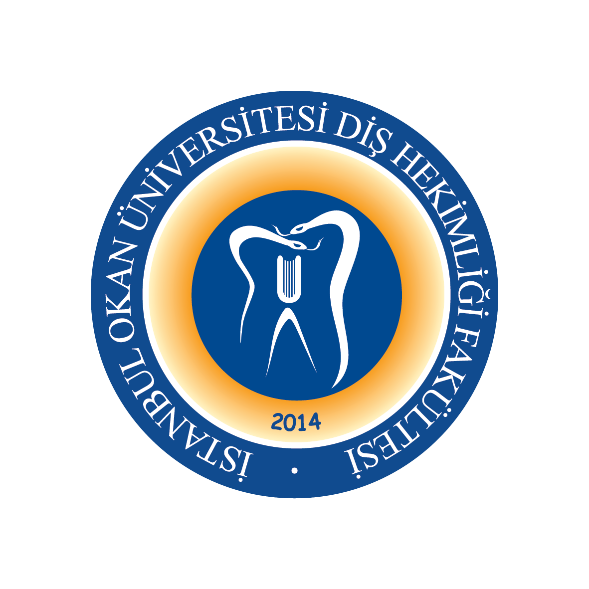 İSTANBUL OKAN ÜNİVERSİTESİ DİŞ HEKİMLİĞİ FAKÜLTESİ
2014